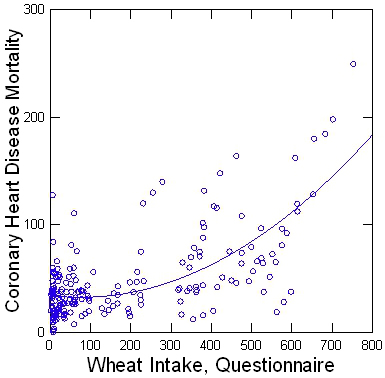 300
200
100
0
Coronary Heart Disease Mortality
0 100 200 300 400 500 600 700 800
Wheat Intake, Questionnaire